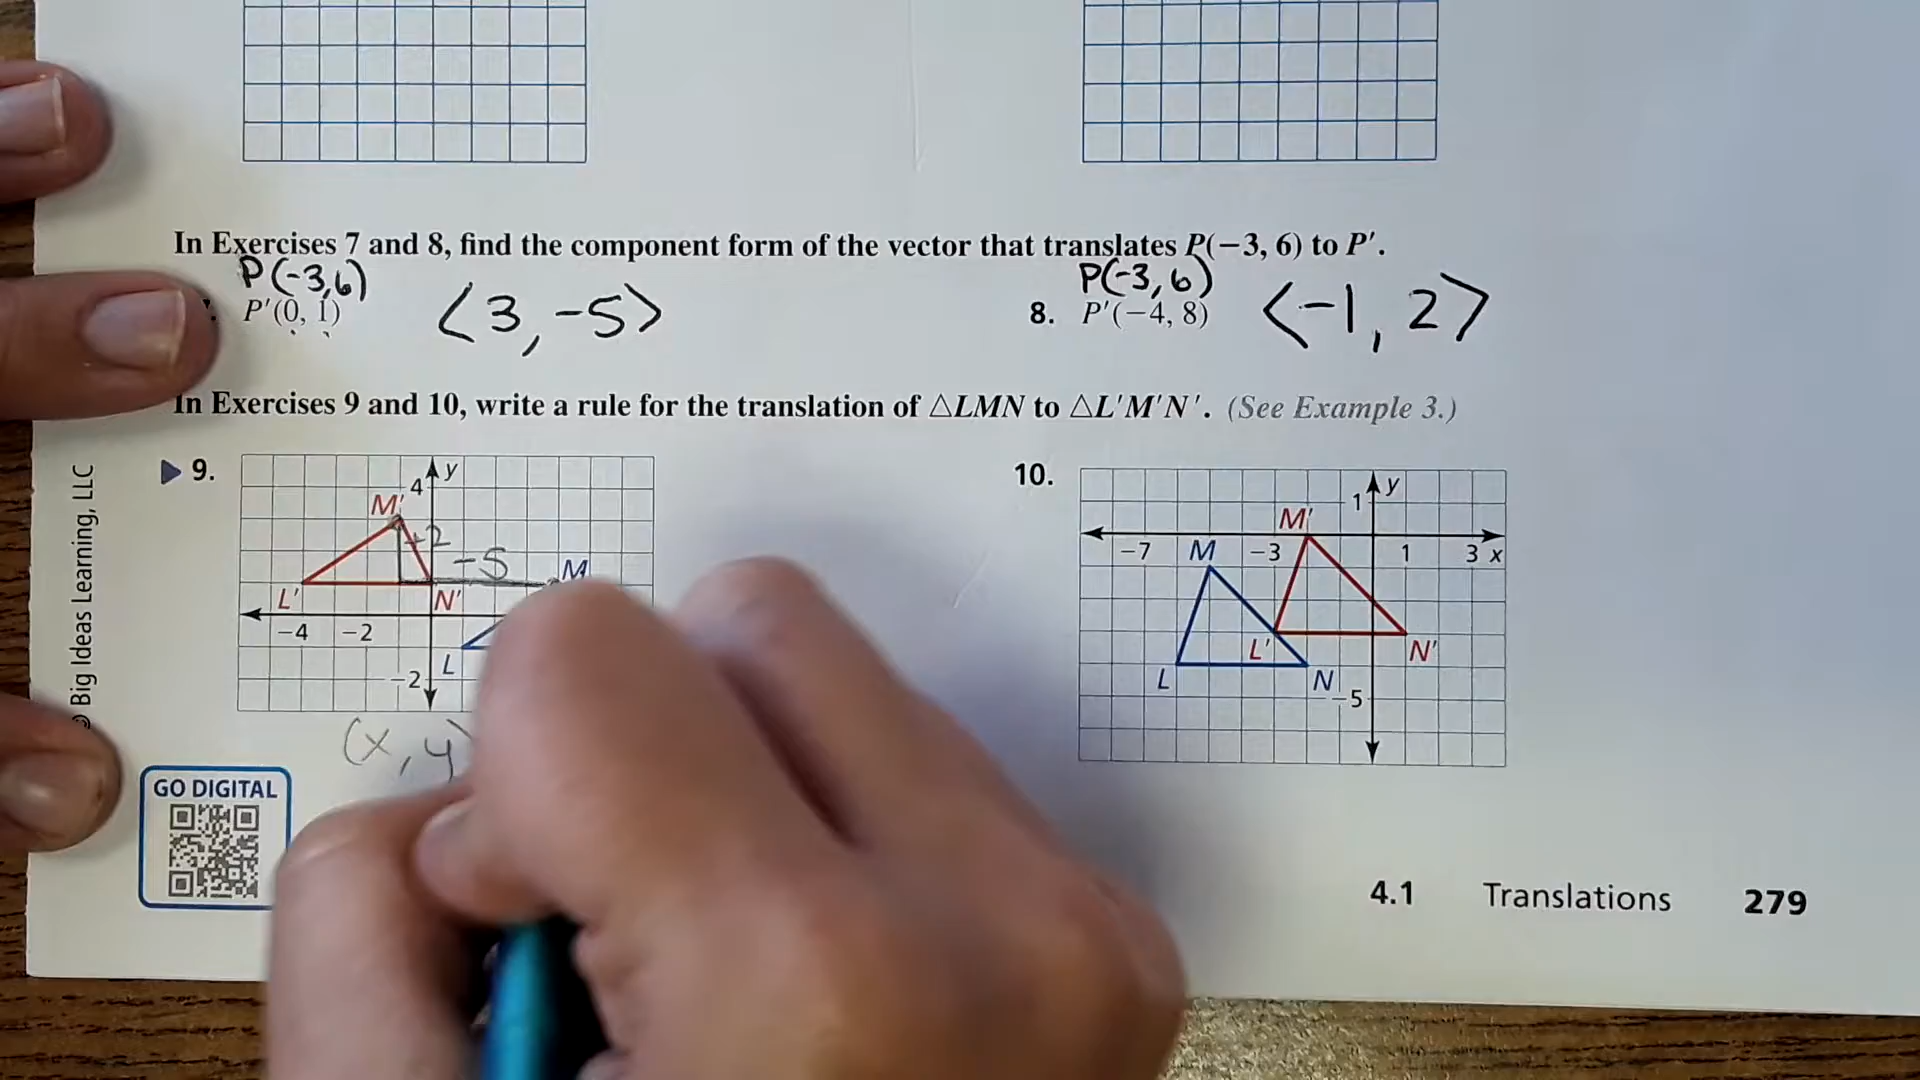 In Exercises 7 and 8, find the component form of the vector that translates P(−3, 6) to P′.
P(-3,6)
P′(0, 1)
⟨3, -5⟩
P(-3, 6)
8. P′(−4, 8)
⟨-1, 2⟩
In Exercises 9 and 10, write a rule for the translation of △LMN to △L′M′N′. (See Example 3.)
9.
y
4
M′
+2
-5
M
L′
N′
−4
−2
L
−2
(x, y)
10.
1
y
M′
−7
M
−3
1
3 x
L′
N′
L
N
−5
Big Ideas Learning, LLC
GO DIGITAL
4.1 Translations 279